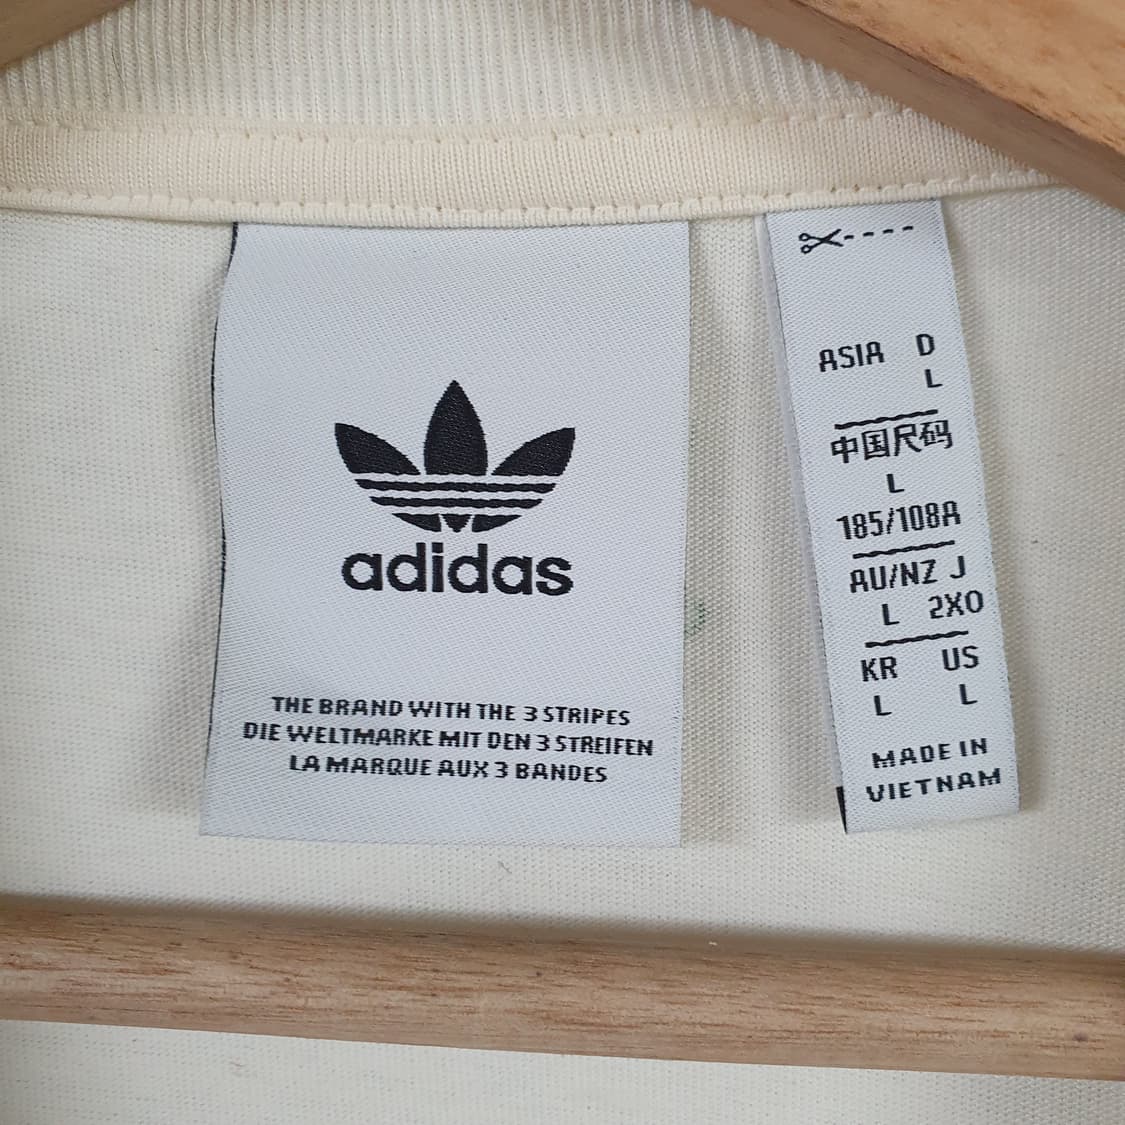 adidas
THE BRAND WITH THE 3 STRIPES
DIE WELTMARKE MIT DEN 3 STREIFEN
LA MARQUE AUX 3 BANDES
ASIA D
L
中国尺码
L
185/108A
AU/NZ J
L 2XO
KR US
L L
MADE IN
VIETNAM